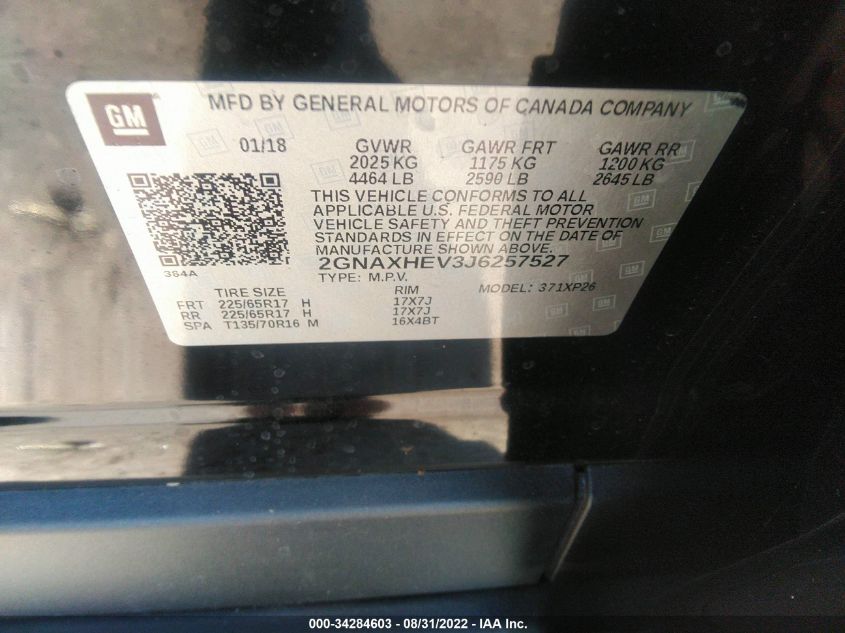 GM
MFD BY GENERAL MOTORS OF CANADA COMPANY
01/18 GVWR GAWR FRT GAWR RR
2025 KG 1175 KG 1200 KG
4464 LB 2590 LB 2645 LB
THIS VEHICLE CONFORMS TO ALL
APPLICABLE U.S. FEDERAL MOTOR
VEHICLE SAFETY AND THEFT PREVENTION
STANDARDS IN EFFECT ON THE DATE OF
MANUFACTURE SHOWN ABOVE.
384A
2GNAXHEV3J6257527
TYPE: M.P.V. MODEL: 371XP26
TIRE SIZE RIM
FRT 225/65R17 H 17X7J
RR 225/65R17 H 17X7J
SPA T135/70R16 M 16X4BT
000-34284603 - 08/31/2022 - IAA Inc.